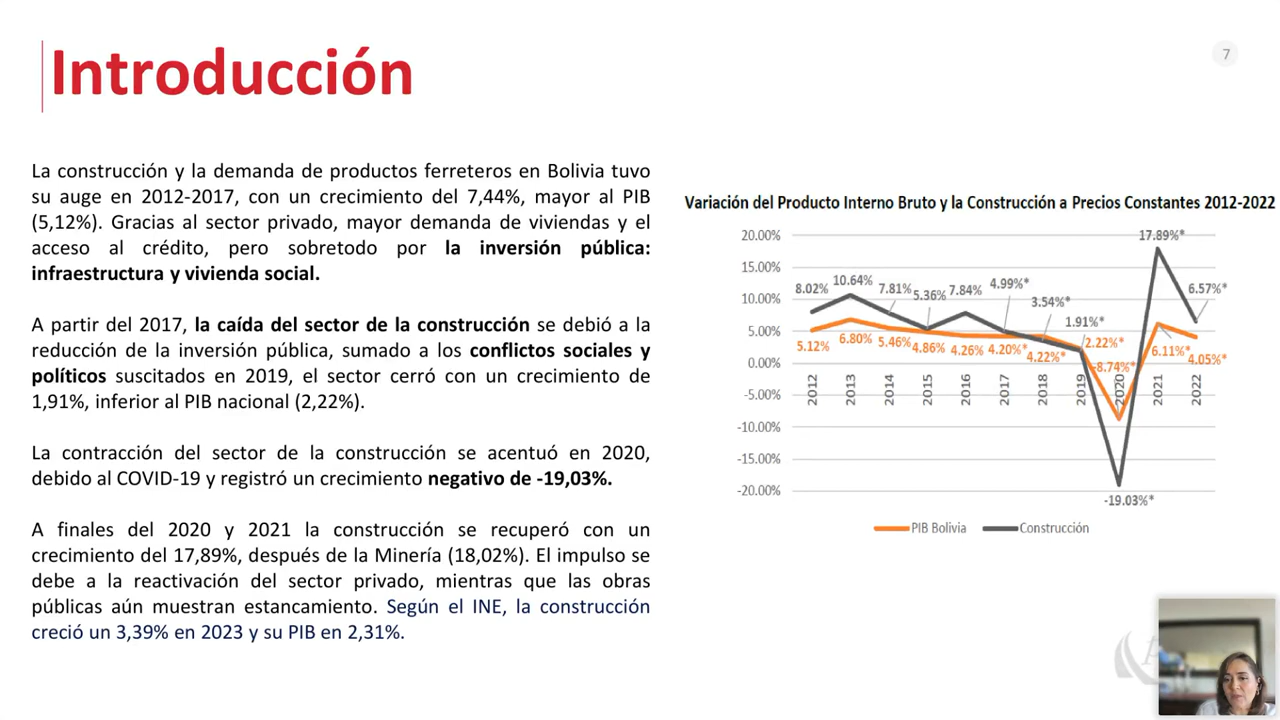 Introducción
7
La construcción y la demanda de productos ferreteros en Bolivia tuvo
su auge en 2012-2017, con un crecimiento del 7,44%, mayor al PIB
(5,12%). Gracias al sector privado, mayor demanda de viviendas y el
acceso al crédito, pero sobretodo por la inversión pública:
infraestructura y vivienda social.
A partir del 2017, la caída del sector de la construcción se debió a la
reducción de la inversión pública, sumado a los conflictos sociales y
políticos suscitados en 2019, el sector cerró con un crecimiento de
1,91%, inferior al PIB nacional (2,22%).
La contracción del sector de la construcción se acentuó en 2020,
debido al COVID-19 y registró un crecimiento negativo de -19,03%.
A finales del 2020 y 2021 la construcción se recuperó con un
crecimiento del 17,89%, después de la Minería (18,02%). El impulso se
debe a la reactivación del sector privado, mientras que las obras
públicas aún muestran estancamiento. Según el INE, la construcción
creció un 3,39% en 2023 y su PIB en 2,31%.
Variación del Producto Interno Bruto y la Construcción a Precios Constantes 2012-2022
20.00%
15.00%
10.00%
5.00%
0.00%
-5.00%
-10.00%
-15.00%
-20.00%
8.02%
10.64%
7.81%
5.36%
7.84%
4.99%*
3.54%*
1.91%*
-19.03%*
17.89%*
6.57%*
5.12%
6.80%
5.46%
4.86%
4.26%
4.20%*
4.22%*
2.22%*
-8.74%*
6.11%*
4.05%*
2012
2013
2014
2015
2016
2017
2018
2019
2020
2021
2022
PIB Bolivia
Construcción